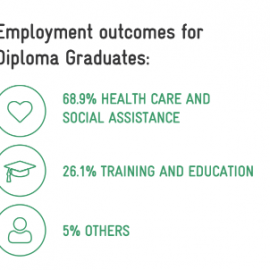 Employment outcomes for
Diploma Graduates:
68.9% HEALTH CARE AND
SOCIAL ASSISTANCE
26.1% TRAINING AND EDUCATION
5% OTHERS